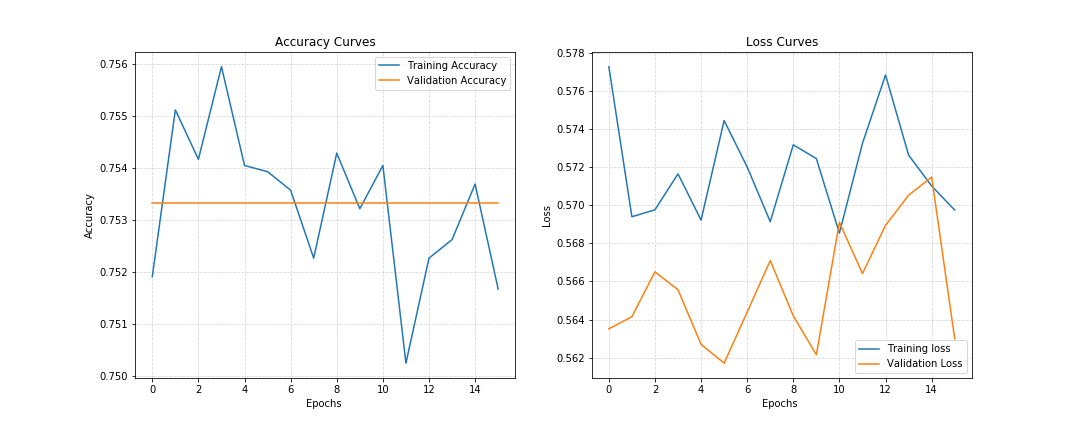 Accuracy Curves
0.756
0.755
0.754
0.753
0.752
0.751
0.750
Accuracy
Training Accuracy
Validation Accuracy
0 2 4 6 8 10 12 14
Epochs
Loss Curves
0.578
0.576
0.574
0.572
0.570
0.568
0.566
0.564
0.562
Loss
Training loss
Validation Loss
0 2 4 6 8 10 12 14
Epochs